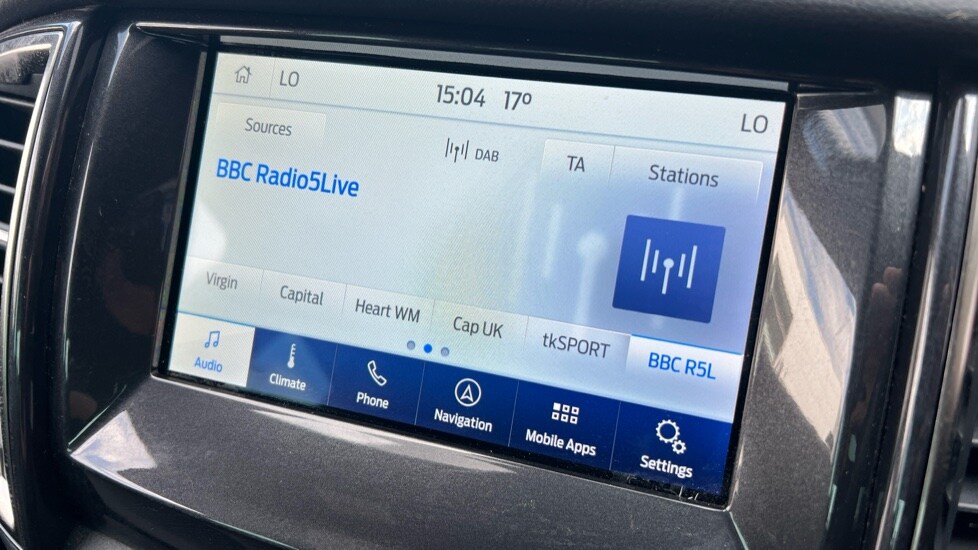 LO
15:04 17°
LO
Sources
DAB
TA
Stations
BBC Radio5Live
Virgin
Capital
Heart WM
Cap UK
tkSPORT
BBC R5L
Audio
Climate
Phone
Navigation
Mobile Apps
Settings